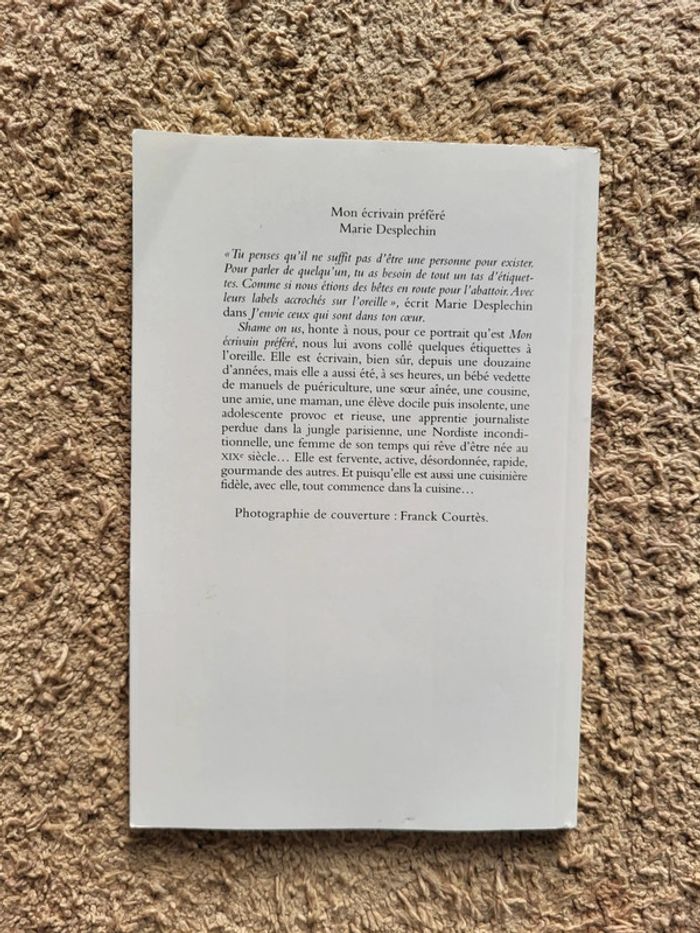 Mon écrivain préféré
Marie Desplechin
« Tu penses qu'il ne suffit pas d'être une personne pour exister.
Pour parler de quelqu'un, tu as besoin de tout un tas d'étiquet-
tes. Comme si nous étions des bêtes en route pour l'abattoir. Avec
leurs labels accrochés sur l'oreille », écrit Marie Desplechin
dans J'envie ceux qui sont dans ton cœur.
Shame on us, honte à nous, pour ce portrait qu'est Mon
écrivain préféré, nous lui avons collé quelques étiquettes à
l'oreille. Elle est écrivain, bien sûr, depuis une douzaine
d'années, mais elle a aussi été, à ses heures, un bébé vedette
de manuels de puériculture, une sœur aînée, une cousine,
une amie, une maman, une élève docile puis insolente, une
adolescente provoc et rieuse, une apprentie journaliste
perdue dans la jungle parisienne, une Nordiste incondi-
tionnelle, une femme de son temps qui rêve d'être née au
XIXe siècle… Elle est fervente, active, désordonnée, rapide,
gourmande des autres. Et puisqu'elle est aussi une cuisinière
fidèle, avec elle, tout commence dans la cuisine…
Photographie de couverture : Franck Courtès.